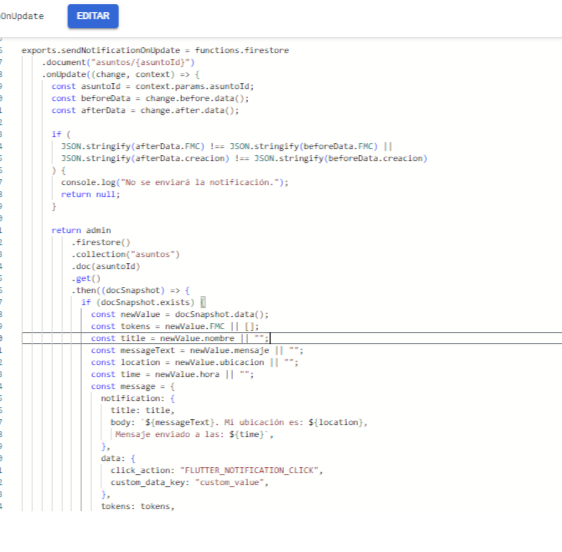 OnUpdate EDITAR
exports.sendNotificationOnUpdate = functions.firestore
.document("asuntos/{asuntoId}")
.onUpdate((change, context) => {
const asuntoId = context.params.asuntoId;
const beforeData = change.before.data();
const afterData = change.after.data();
if (
JSON.stringify(afterData.FMC) !== JSON.stringify(beforeData.FMC) ||
JSON.stringify(afterData.creacion) !== JSON.stringify(beforeData.creacion)
) {
console.log("No se enviará la notificación.");
return null;
}
return admin
.firestore()
.collection("asuntos")
.doc(asuntoId)
.get()
.then((docSnapshot) => {
if (docSnapshot.exists) {
const newValue = docSnapshot.data();
const tokens = newValue.FMC || [];
const title = newValue.nombre || "";
const messageText = newValue.mensaje || "";
const location = newValue.ubicacion || "";
const time = newValue.hora || "";
const message = {
notification: {
title: title,
body: `${messageText}. Mi ubicación es: ${location},
Mensaje enviado a las: ${time}`,
},
data: {
click_action: "FLUTTER_NOTIFICATION_CLICK",
custom_data_key: "custom_value",
},
tokens: tokens,